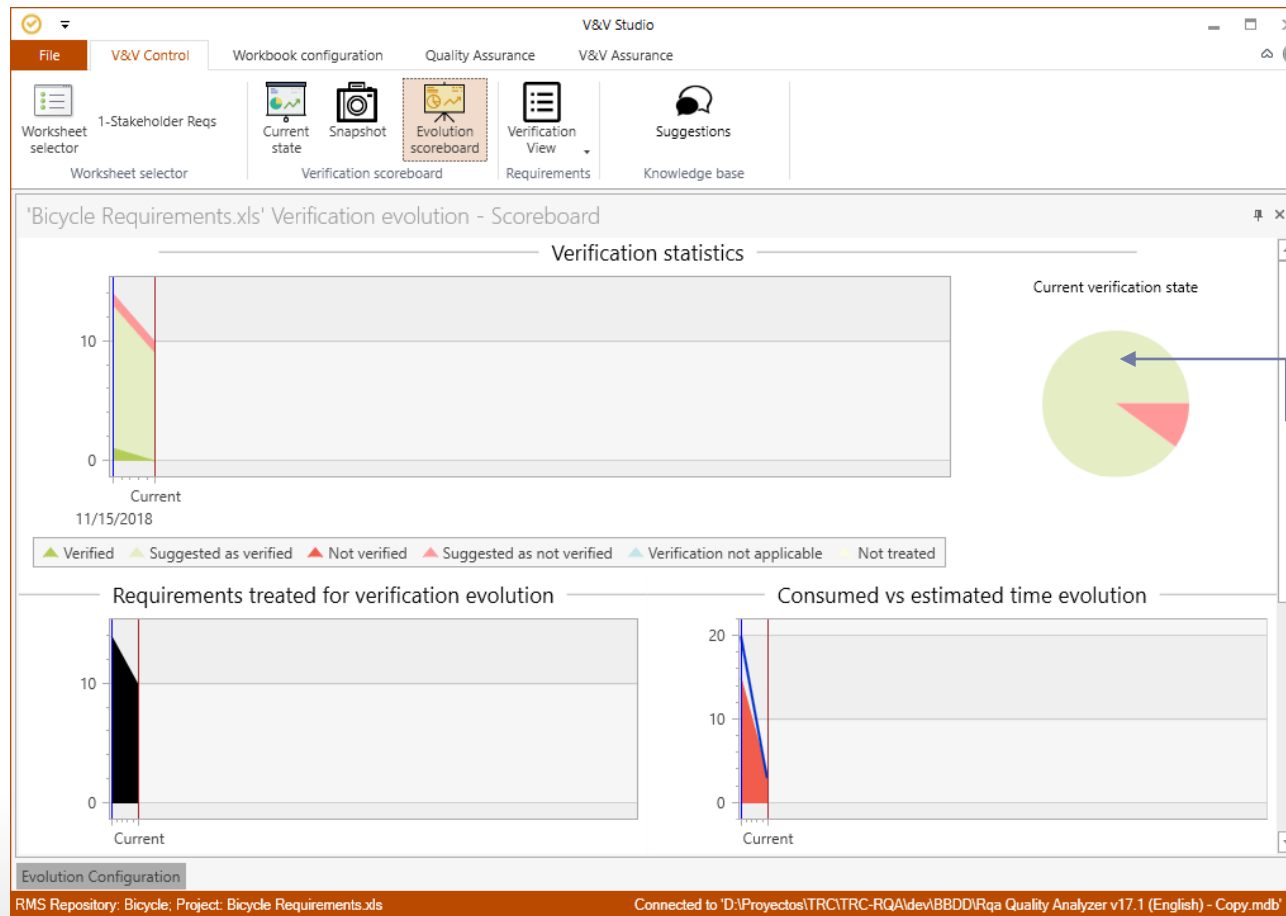 V&V Studio
File V&V Control Workbook configuration Quality Assurance V&V Assurance
Worksheet selector
1-Stakeholder Reqs
Current state
Snapshot
Evolution scoreboard
Verification View
Suggestions
Worksheet selector Verification scoreboard Requirements Knowledge base
'Bicycle Requirements.xls' Verification evolution - Scoreboard
Verification statistics
Current verification state
10
0
Current
11/15/2018
Verified Suggested as verified Not verified Suggested as not verified Verification not applicable Not treated
Requirements treated for verification evolution
10
0
Current
Consumed vs estimated time evolution
20
10
0
Current
Evolution Configuration
RMS Repository: Bicycle; Project: Bicycle Requirements.xls Connected to 'D:\Proyectos\TRC\TRC-RQA\dev\BBDD\Rqa Quality Analyzer v17.1 (English) - Copy.mdb'